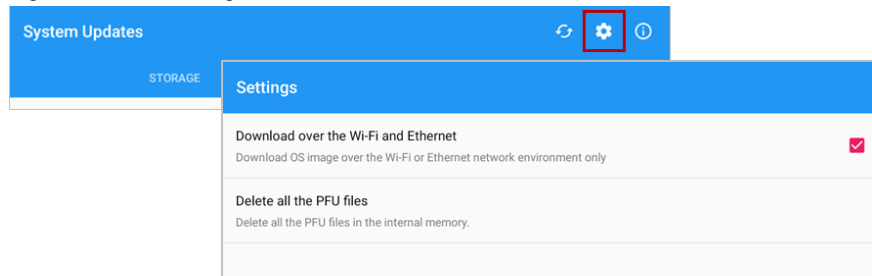 System Updates
STORAGE
Settings
Download over the Wi-Fi and Ethernet
Download OS image over the Wi-Fi or Ethernet network environment only
Delete all the PFU files
Delete all the PFU files in the internal memory.